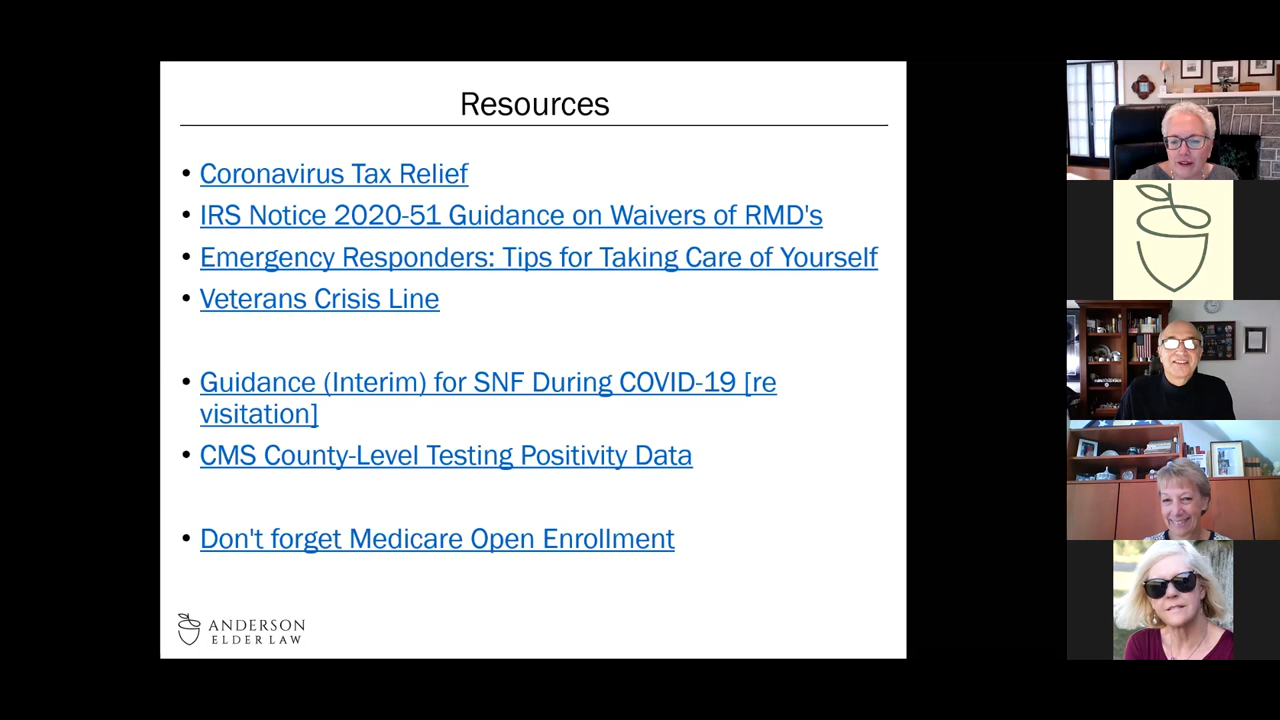 Resources
• Coronavirus Tax Relief
• IRS Notice 2020-51 Guidance on Waivers of RMD's
• Emergency Responders: Tips for Taking Care of Yourself
• Veterans Crisis Line
• Guidance (Interim) for SNF During COVID-19 [re
visitation]
• CMS County-Level Testing Positivity Data
• Don't forget Medicare Open Enrollment
ANDERSON
ELDER LAW